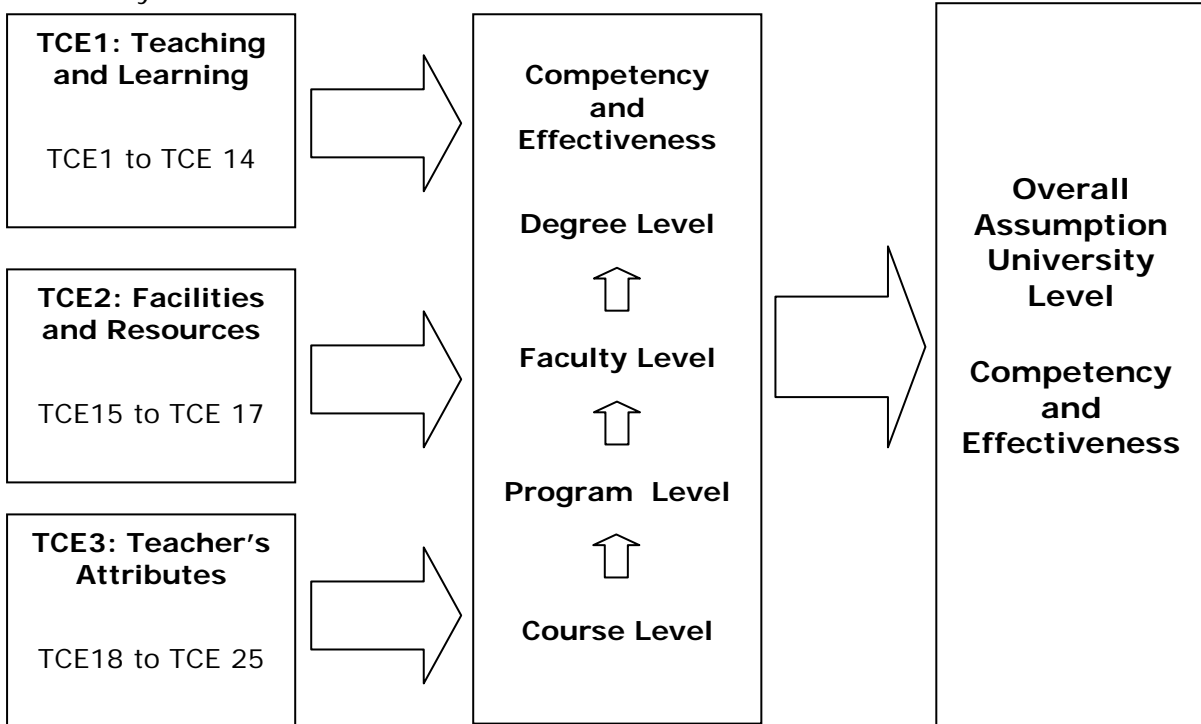 TCE1: Teaching
and Learning
TCE1 to TCE 14
TCE2: Facilities
and Resources
TCE15 to TCE 17
TCE3: Teacher's
Attributes
TCE18 to TCE 25
Competency
and
Effectiveness
Degree Level
Faculty Level
Program Level
Course Level
Overall
Assumption
University
Level
Competency
and
Effectiveness